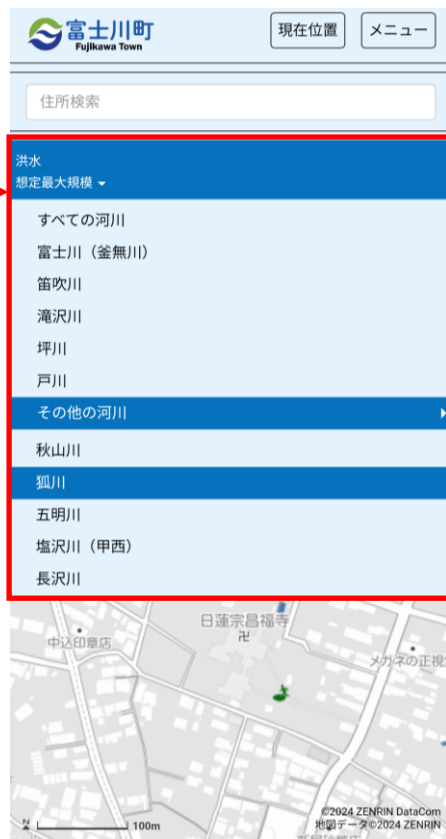 富士川町
Fujikawa Town
現在位置
メニュー
住所検索
洪水
想定最大規模
すべての河川
富士川（釜無川）
笛吹川
滝沢川
坪川
戸川
その他の河川
秋山川
狐川
五明川
塩沢川（甲西）
長沢川
日蓮宗昌福寺
中込印章店
メガネの正視
100m
©2024 ZENRIN DataCom
地図データ©2024 ZENRIN